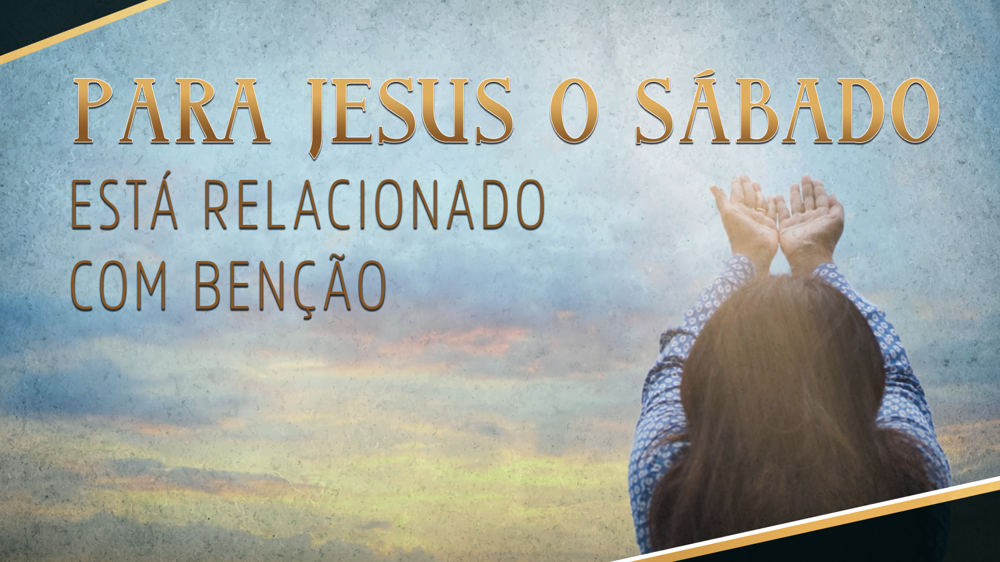 PARA JESUS O SÁBADO
ESTÁ RELACIONADO
COM BENÇÃO